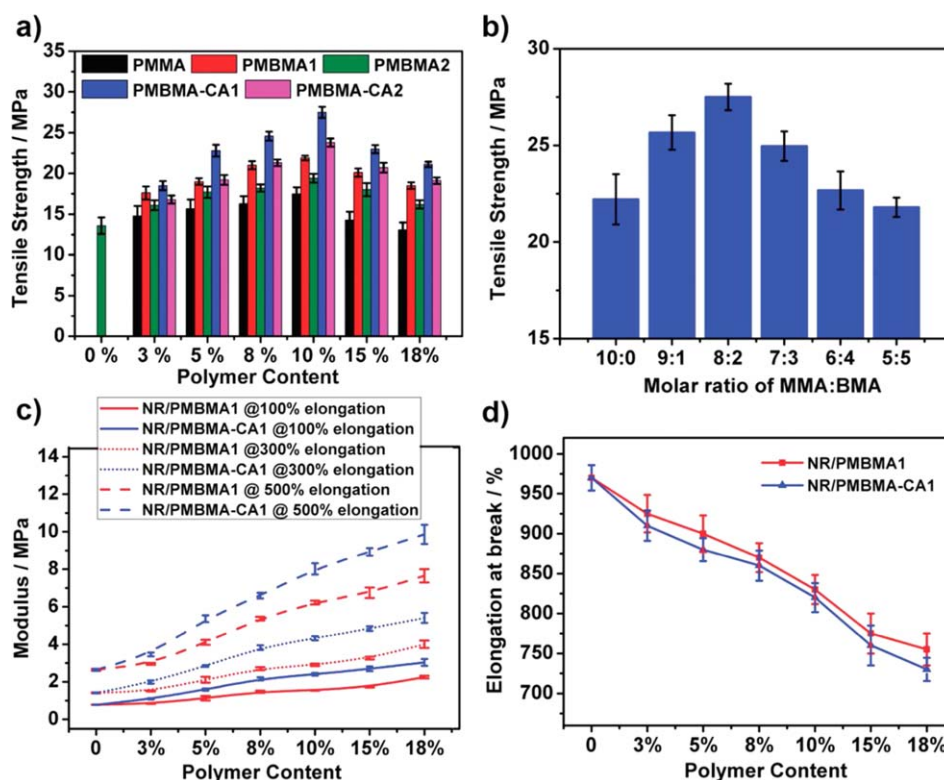 a)
PMMA PMBMA1 PMBMA2
PMBMA-CA1 PMBMA-CA2
Tensile Strength / MPa
35
30
25
20
15
10
5
0
0 % 3 % 5 % 8 % 10 % 15 % 18%
Polymer Content
b)
Tensile Strength / MPa
30
25
22
15
10:0 9:1 8:2 7:3 6:4 5:5
Molar ratio of MMA:BMA
c)
NR/PMBMA1 @100% elongation
NR/PMBMA-CA1 @100% elongation
NR/PMBMA1 @300% elongation
NR/PMBMA-CA1 @300% elongation
NR/PMBMA1 @ 500% elongation
NR/PMBMA-CA1 @ 500% elongation
Modulus / MPa
14
12
10
8
6
4
2
0
0 3% 5% 8% 10% 15% 18%
Polymer Content
d)
NR/PMBMA1
NR/PMBMA-CA1
Elongation at break / %
950
900
850
800
750
700
0 3% 5% 8% 10% 15% 18%
Polymer Content